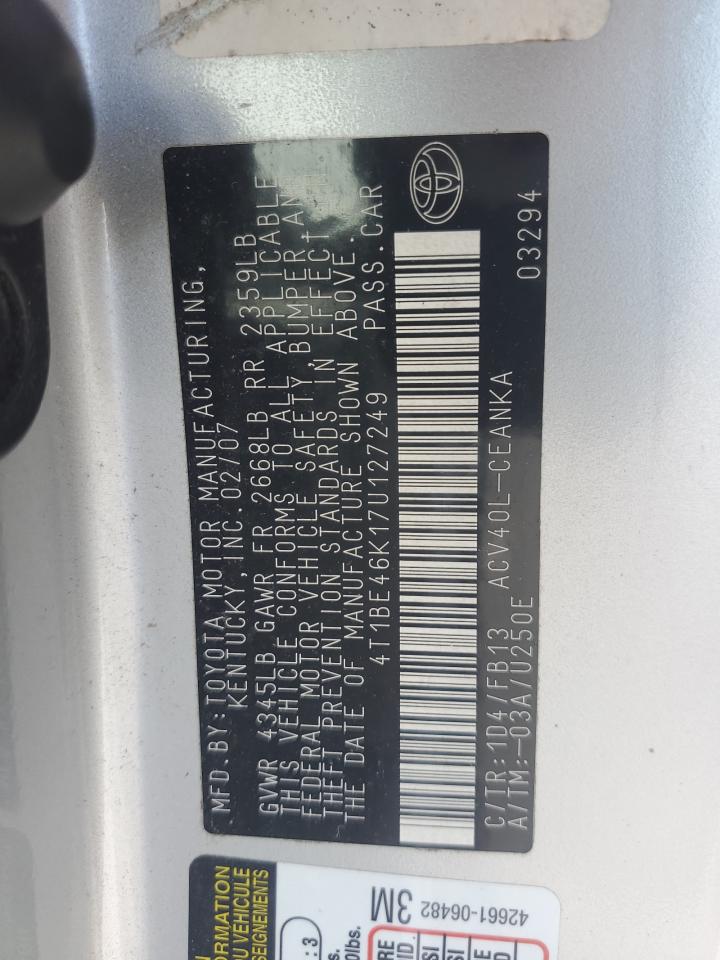 MFD.BY:TOYOTA MOTOR MANUFACTURING,
KENTUCKY,INC.02/07
GVWR 4345LB GAWR FR 2668LB RR 2359LB
THIS VEHICLE CONFORMS TO ALL APPLICABLE
FEDERAL MOTOR VEHICLE SAFETY, BUMPER AND
THEFT PREVENTION STANDARDS IN EFFECT
THE DATE OF MANUFACTURE SHOWN ABOVE.
4T1BE46K17U127249 PASS.CAR
C/TR:1D4/FB13 ACV40L-CEANKA
A/TM:-03A/U250E 03294
42661-06482
3M